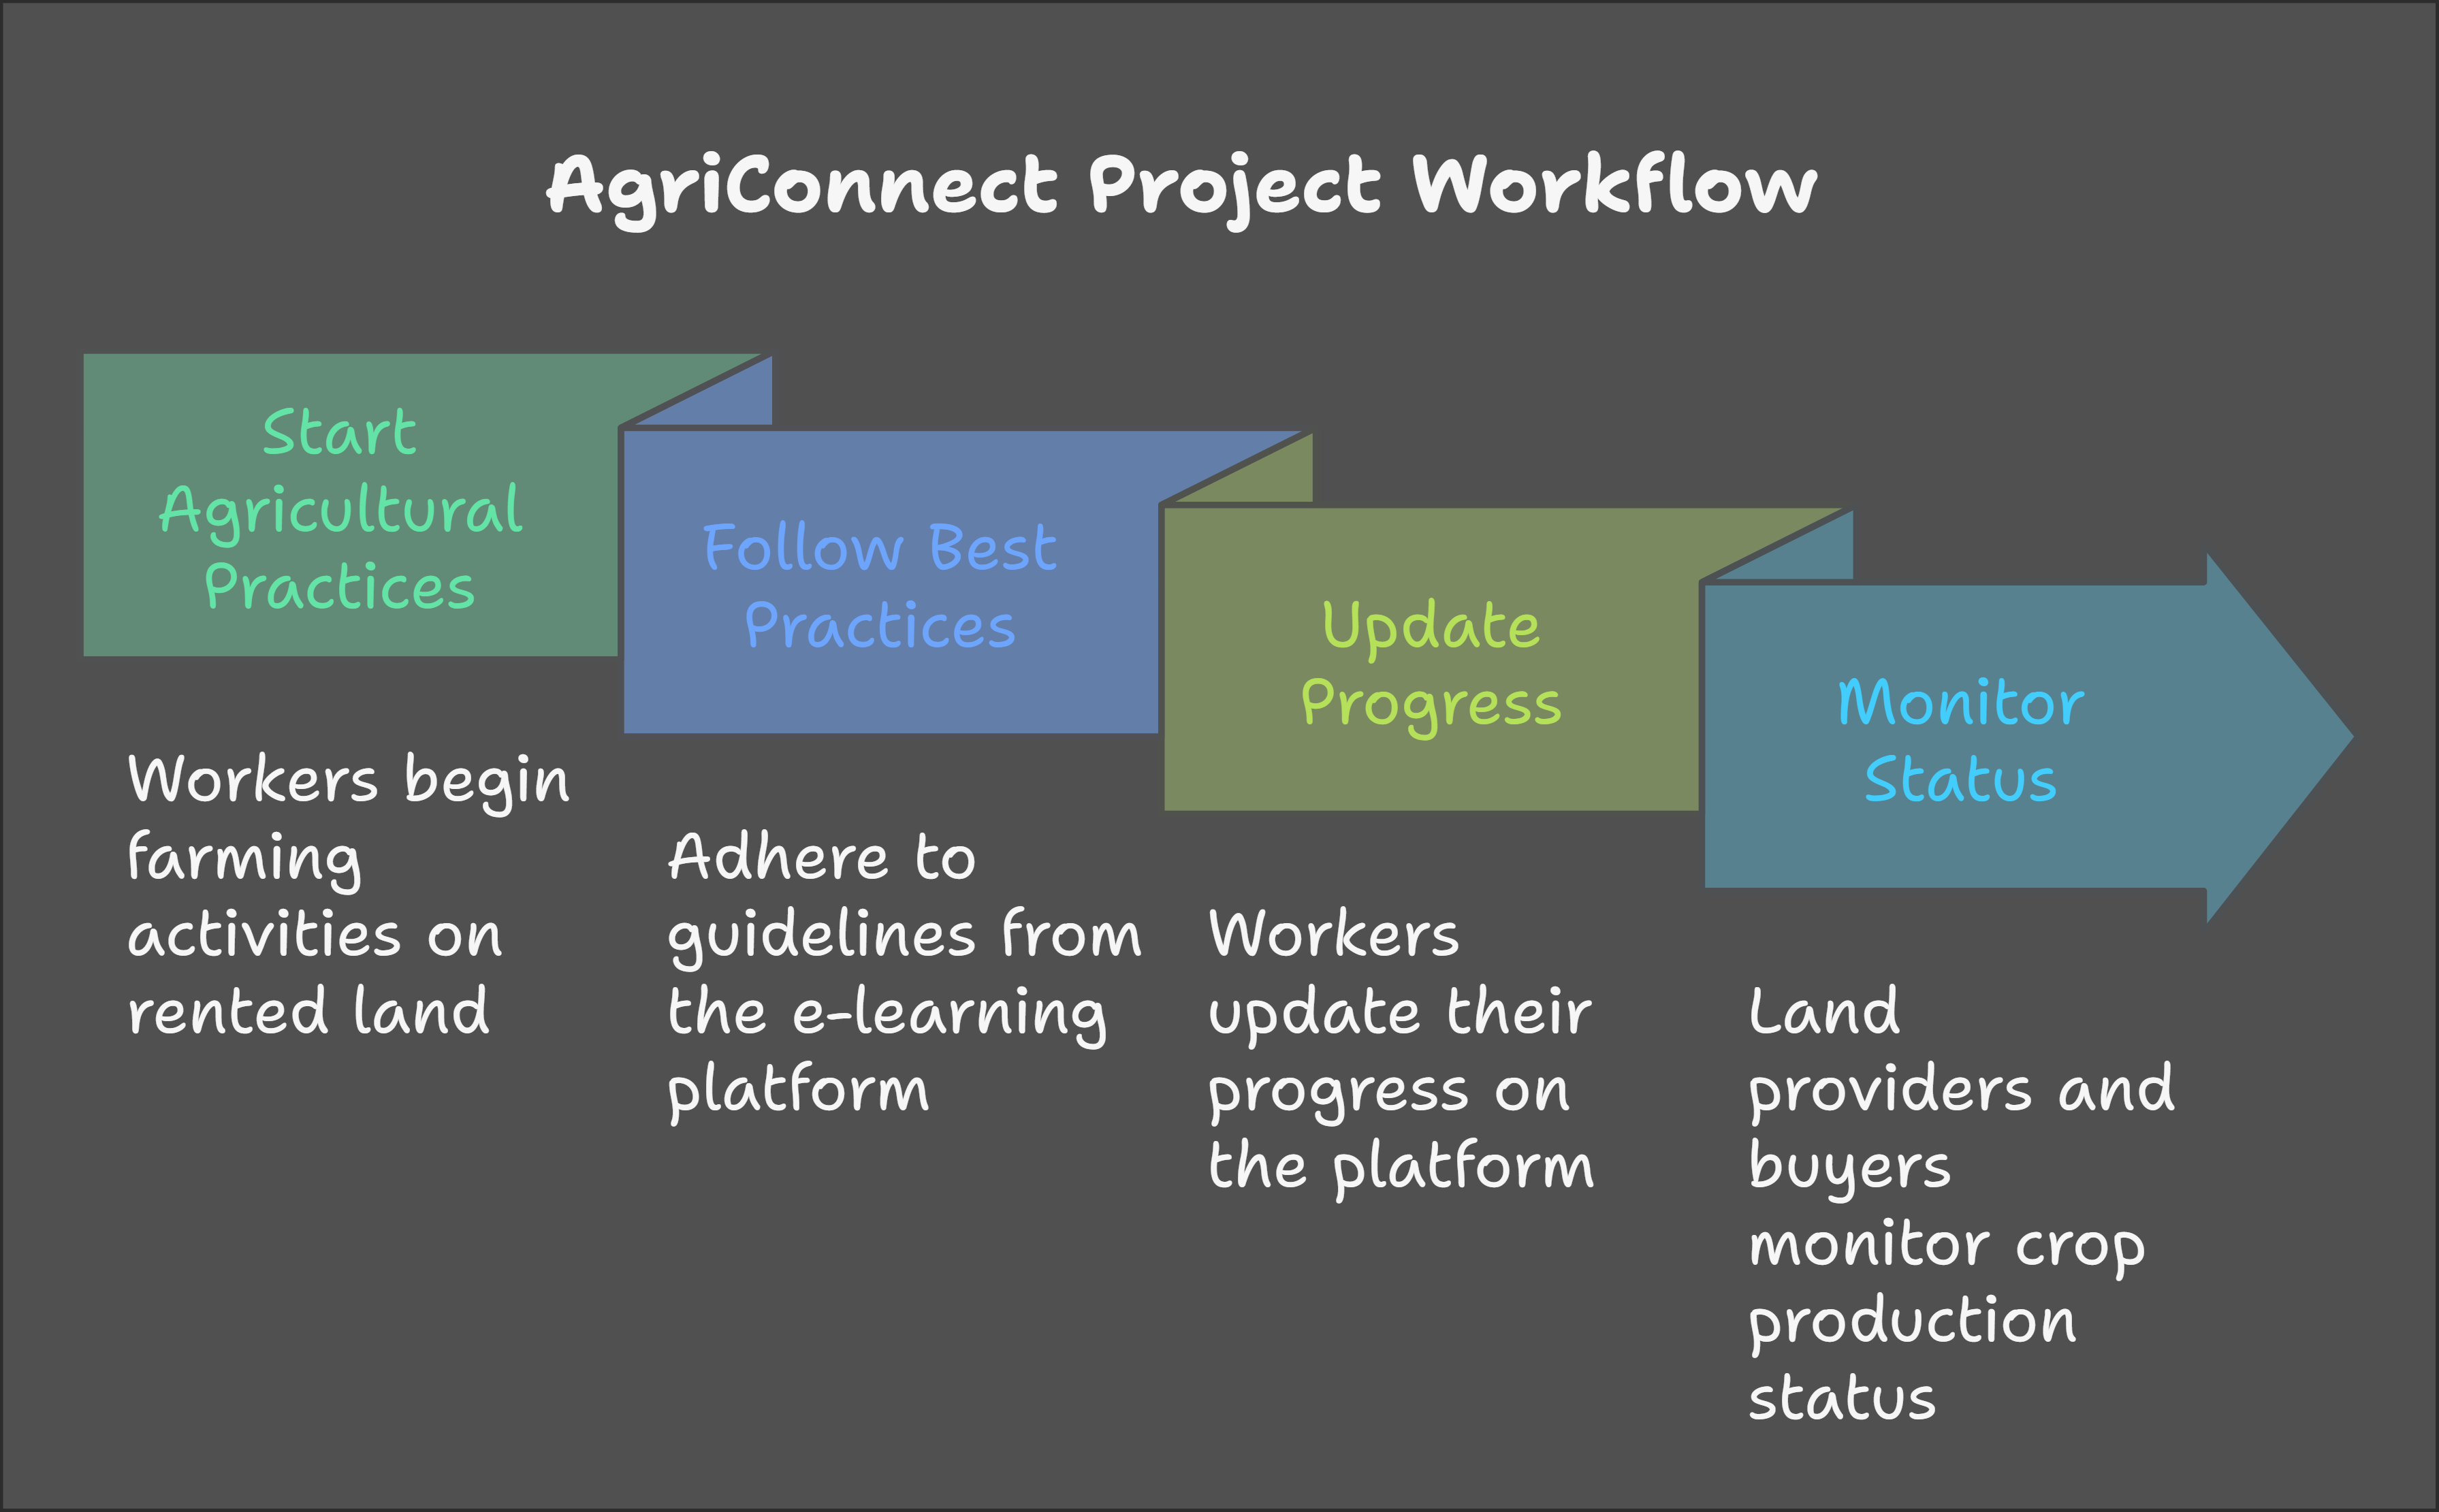 AgriConnect Project Workflow
Start
Agricultural
Practices
Follow Best
Practices
Update
Progress
Monitor
Status
Workers begin
farming
activities on
rented land
Adhere to
guidelines from
the e-learning
platform
Workers
update their
progress on
the platform
Land
providers and
buyers
monitor crop
production
status